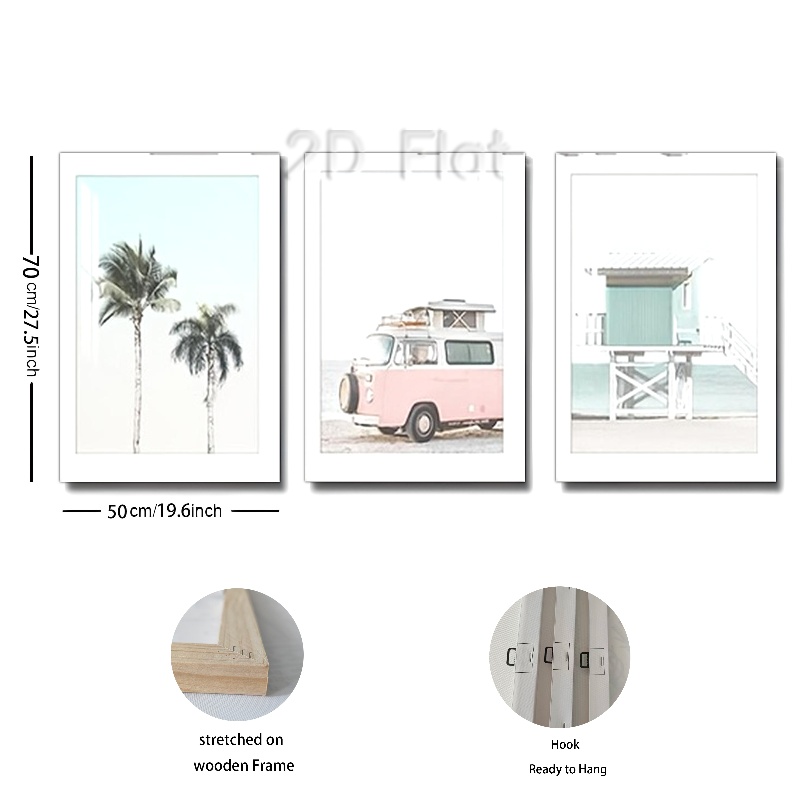 2D Flat
70 cm/27.5inch
50cm/19.6inch
stretched on
wooden Frame
Hook
Ready to Hang